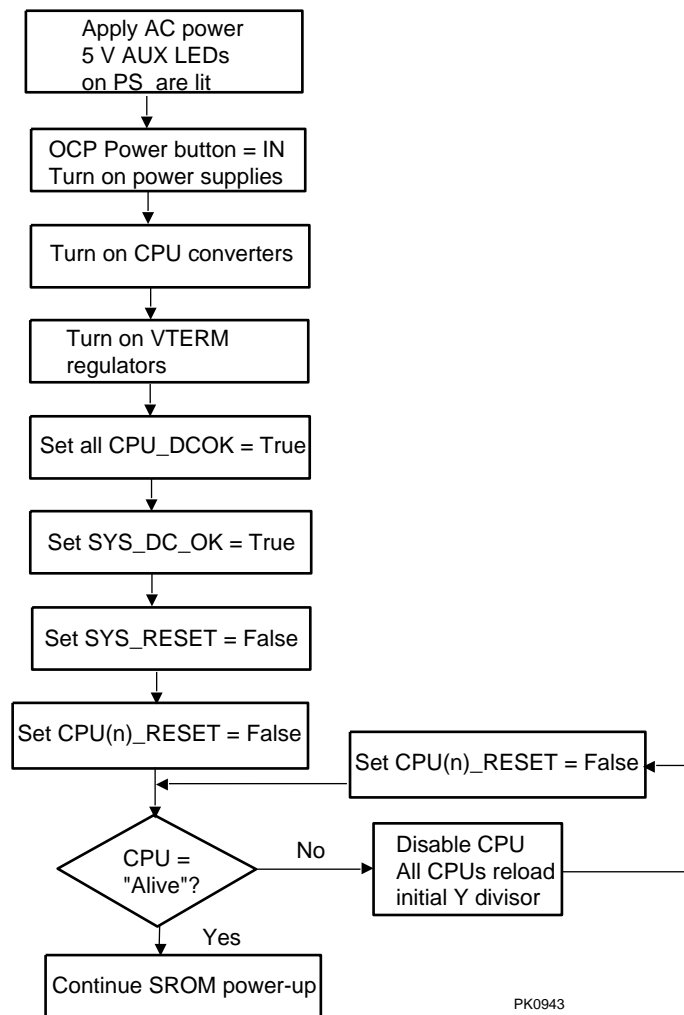 Apply AC power
5 V AUX LEDs
on PS are lit
OCP Power button = IN
Turn on power supplies
Turn on CPU converters
Turn on VTERM
regulators
Set all CPU_DCOK = True
Set SYS_DC_OK = True
Set SYS_RESET = False
Set CPU(n)_RESET = False
Set CPU(n)_RESET = False
CPU =
"Alive"?
No
Disable CPU
All CPUs reload
initial Y divisor
Yes
Continue SROM power-up
PK0943